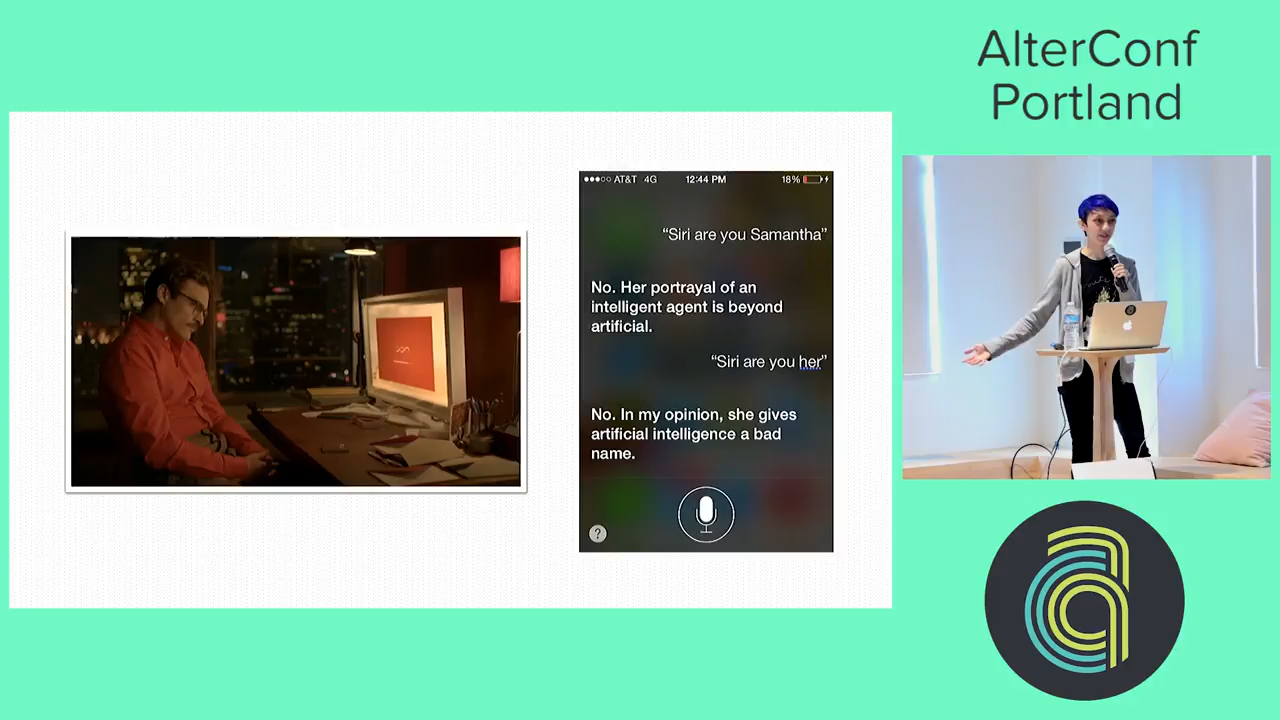 AlterConf
Portland
AT&T 4G 12:44 PM 18%
“Siri are you Samantha”
No. Her portrayal of an
intelligent agent is beyond
artificial.
“Siri are you her”
No. In my opinion, she gives
artificial intelligence a bad
name.
?